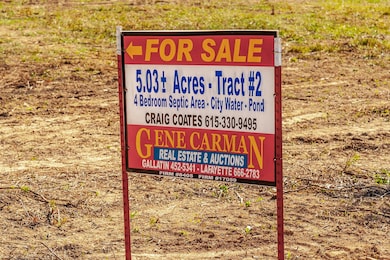 FOR SALE
5.03± Acres - Tract #2
4 Bedroom Septic Area - City Water - Pond
CRAIG COATES 615-330-9495
GENE CARMAN
REAL ESTATE & AUCTIONS
GALLATIN 452-5341 - LAFAYETTE 666-2783